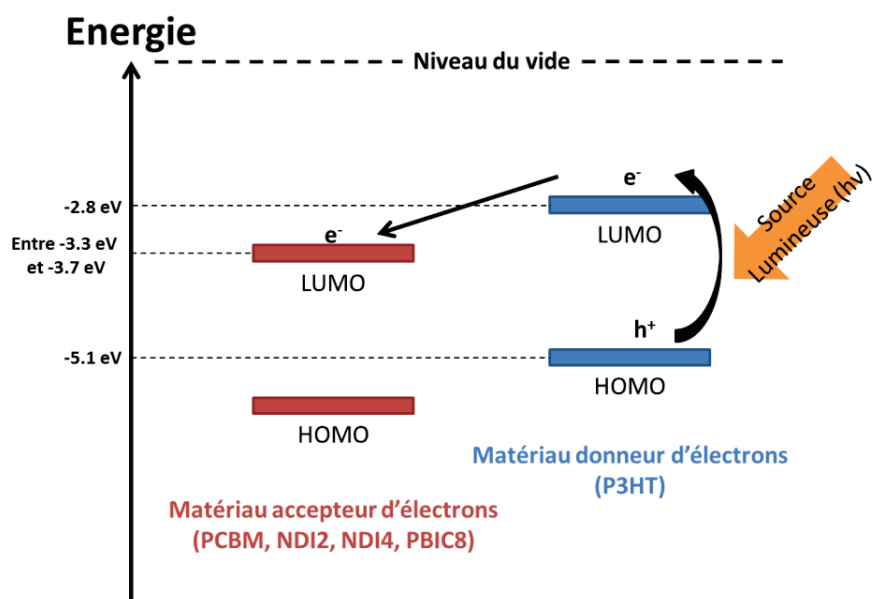 Energie
Niveau du vide
-2.8 eV
e-
Source
Lumineuse (hν)
LUMO
Entre -3.3 eV
et -3.7 eV
e-
LUMO
h+
-5.1 eV
HOMO
HOMO
Matériau donneur d'électrons
(P3HT)
Matériau accepteur d'électrons
(PCBM, NDI2, NDI4, PBIC8)